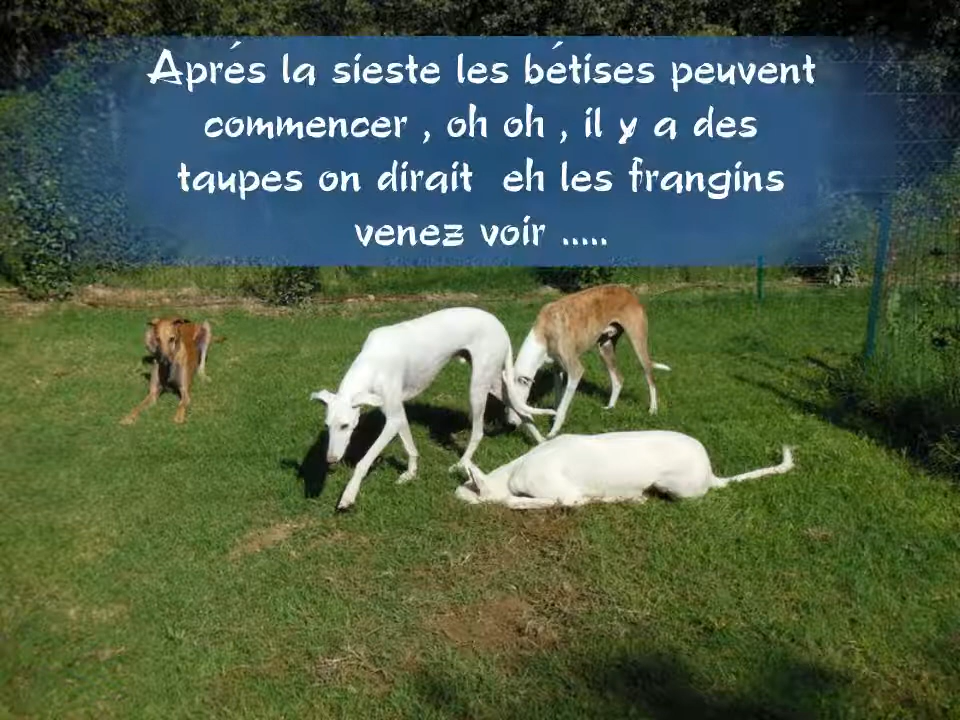 Aprés la sieste les bétises peuvent
commencer , oh oh , il y a des
taupes on dirait  eh les frangins
venez voir .....